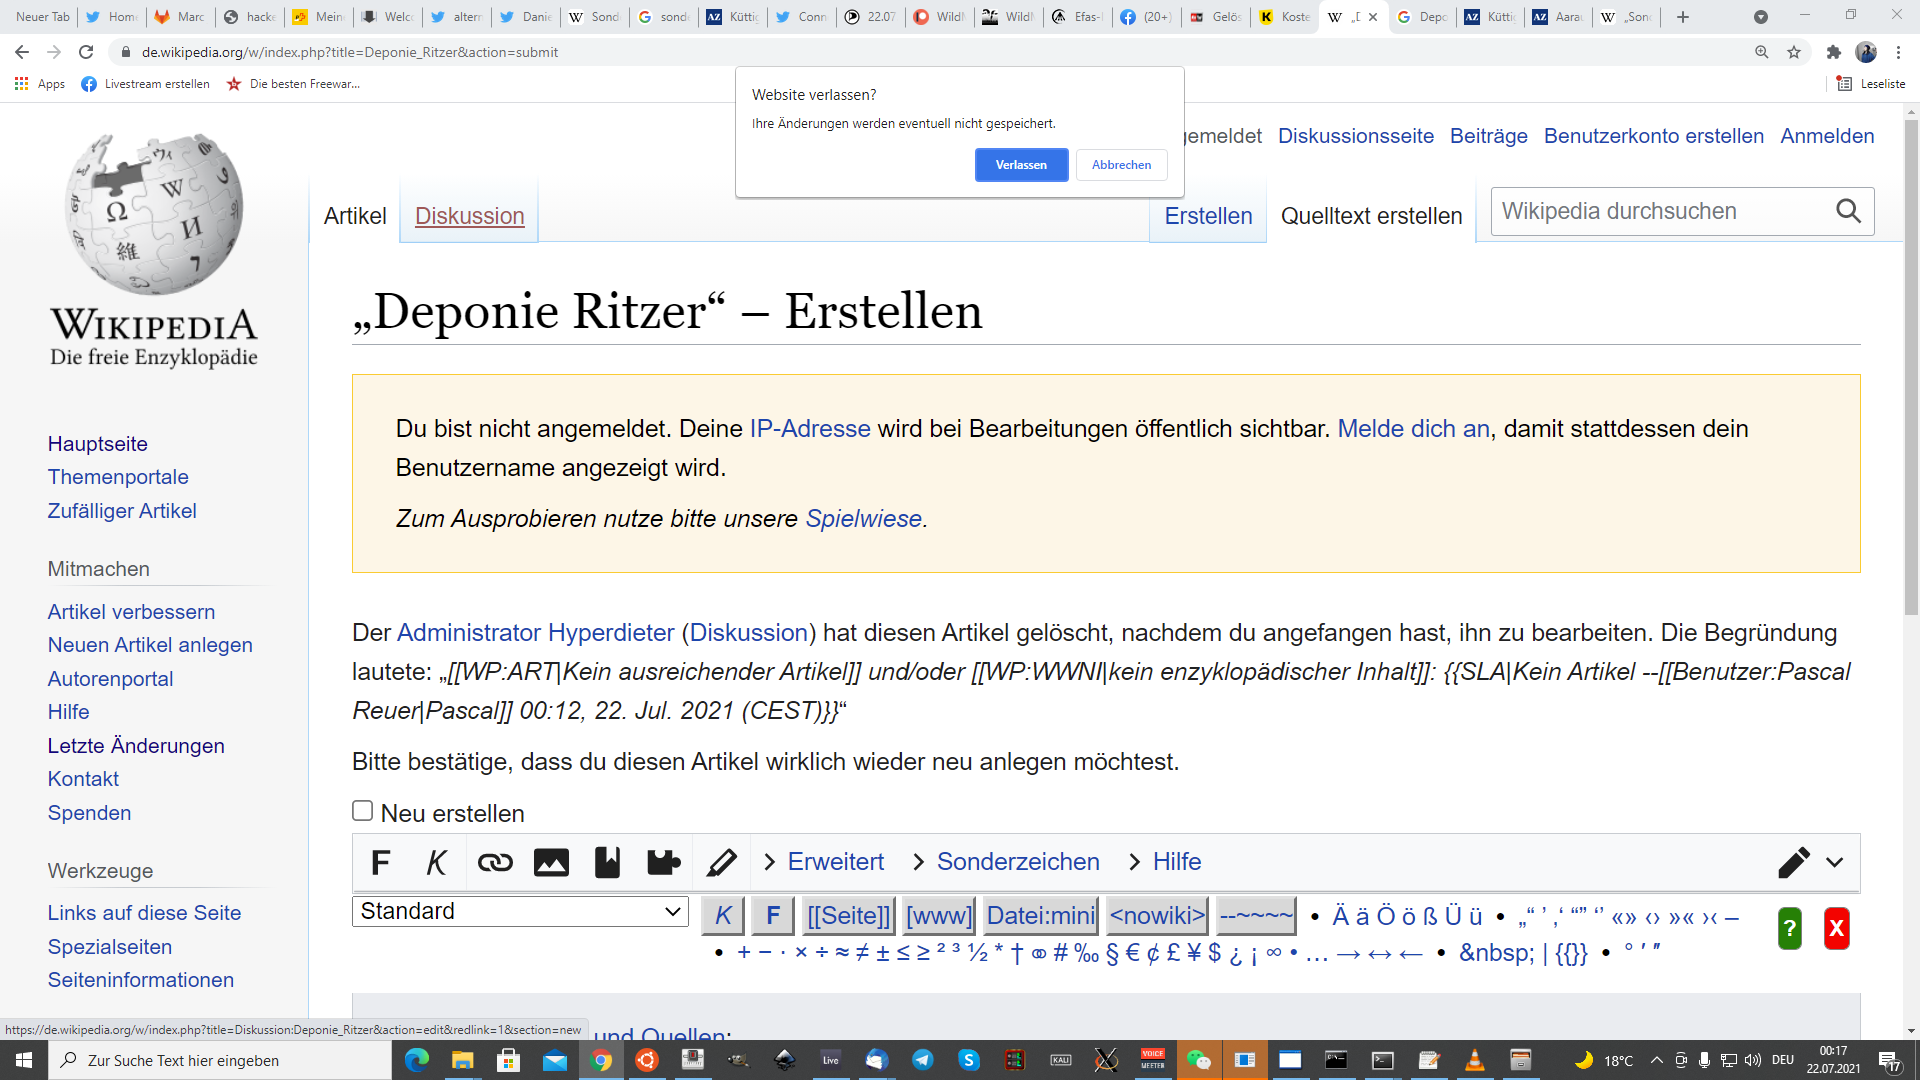 Neuer Tab
Home
Marc
hacke
Mein
Welc
altern
Danie
Sond
sonde
Küttig
Conn
22.07
Wildh
Wildh
Efas-
(20+)
Gelös
Koste
„D
Depo
Küttig
Aarau
„Son
de.wikipedia.org/w/index.php?title=Deponie_Ritzer&action=submit
Apps
Livestream erstellen
Die besten Freewar...
Leseliste
Website verlassen?
Ihre Änderungen werden eventuell nicht gespeichert.
Verlassen
Abbrechen
gemeldet Diskussionsseite Beiträge Benutzerkonto erstellen Anmelden
Artikel
Diskussion
Erstellen
Quelltext erstellen
Wikipedia durchsuchen
WIKIPEDIA
Die freie Enzyklopädie
„Deponie Ritzer“ – Erstellen
Du bist nicht angemeldet. Deine IP-Adresse wird bei Bearbeitungen öffentlich sichtbar. Melde dich an, damit stattdessen dein
Benutzername angezeigt wird.
Zum Ausprobieren nutze bitte unsere Spielwiese.
Hauptseite
Themenportale
Zufälliger Artikel
Mitmachen
Artikel verbessern
Neuen Artikel anlegen
Autorenportal
Hilfe
Letzte Änderungen
Kontakt
Spenden
Werkzeuge
Links auf diese Seite
Spezialseiten
Seiteninformationen
Der Administrator Hyperdieter (Diskussion) hat diesen Artikel gelöscht, nachdem du angefangen hast, ihn zu bearbeiten. Die Begründung
lautete: „[[WP:ART|Kein ausreichender Artikel]] und/oder [[WP:WWNI|kein enzyklopädischer Inhalt]]: {{SLA|Kein Artikel --[[Benutzer:Pascal
Reuer|Pascal]] 00:12, 22. Jul. 2021 (CEST)}}“
Bitte bestätige, dass du diesen Artikel wirklich wieder neu anlegen möchtest.
Neu erstellen
F K
Erweitert
Sonderzeichen
Hilfe
Standard
K F [[Seite]] [www] Datei:mini <nowiki> --~~~~ • Ä ä Ö ö ß Ü ü • „“ ’ ‚‘ “” ‘’ «» ‹› »« ›‹ –
? X
• + − · × ÷ ≈ ≠ ± ≤ ≥ ² ³ ½ * † ⚭ # ‰ § € ¢ £ ¥ $ ¿ ¡ ∞ • … → ↔ ← • &nbsp; | {{}} • ° ′ ″
und Quellen:
https://de.wikipedia.org/w/index.php?title=Diskussion:Deponie_Ritzer&action=edit&redlink=1&section=new
Zur Suche Text hier eingeben
Live
KALI
VOICE
MEETER
18°C
DEU
00:17
22.07.2021
17